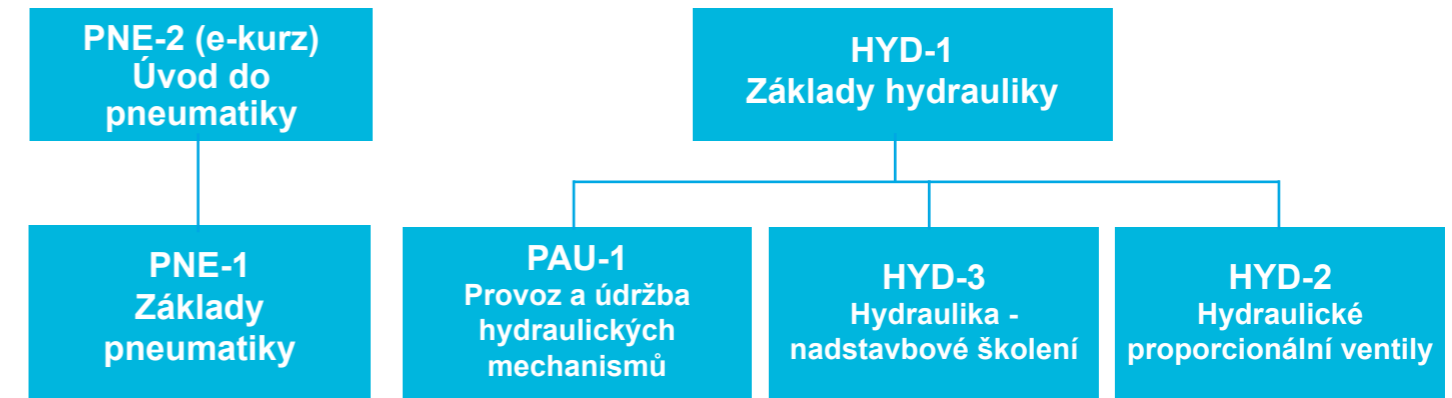 PNE-2 (e-kurz)
Úvod do
pneumatiky
HYD-1
Základy hydrauliky
PNE-1
Základy
pneumatiky
PAU-1
Provoz a údržba
hydraulických
mechanismů
HYD-3
Hydraulika -
nadstavbové školení
HYD-2
Hydraulické
proporcionální ventily